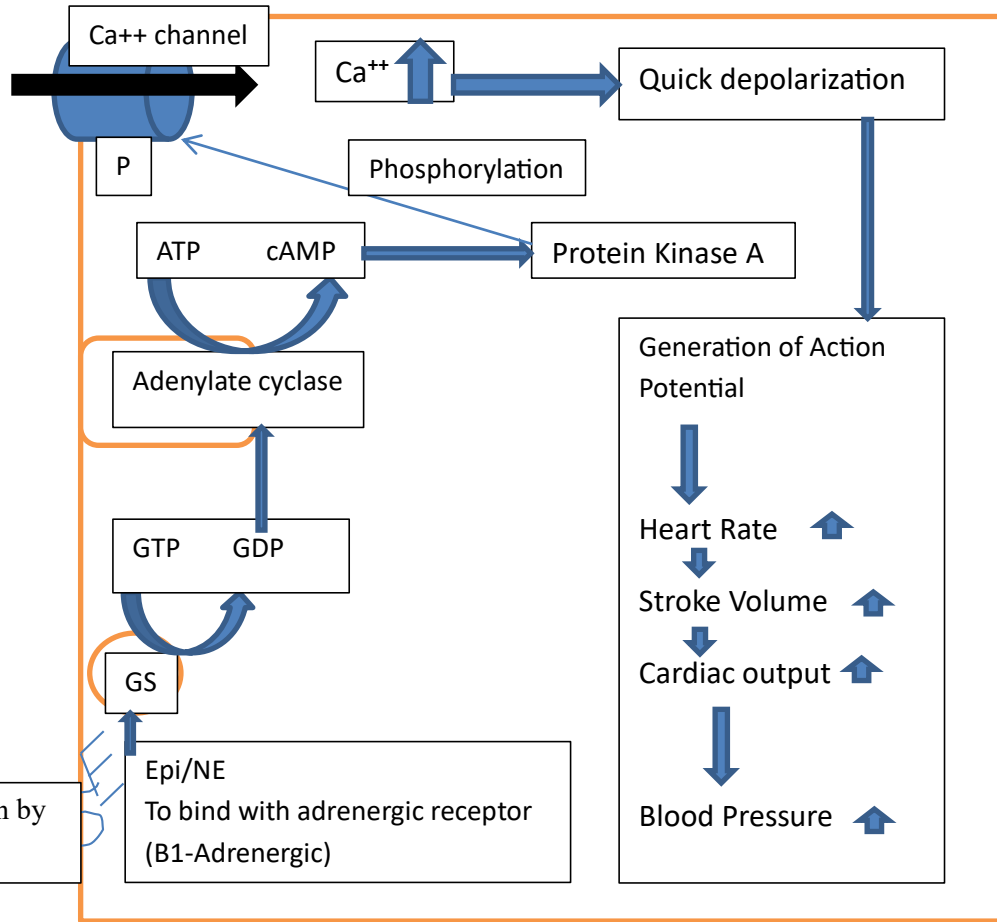 Ca++ channel
Ca⁺⁺
Quick depolarization
P
Phosphorylation
ATP cAMP
Protein Kinase A
Adenylate cyclase
Generation of Action
Potential
GTP GDP
Heart Rate
Stroke Volume
Cardiac output
GS
Epi/NE
To bind with adrenergic receptor
(B1-Adrenergic)
Blood Pressure
by